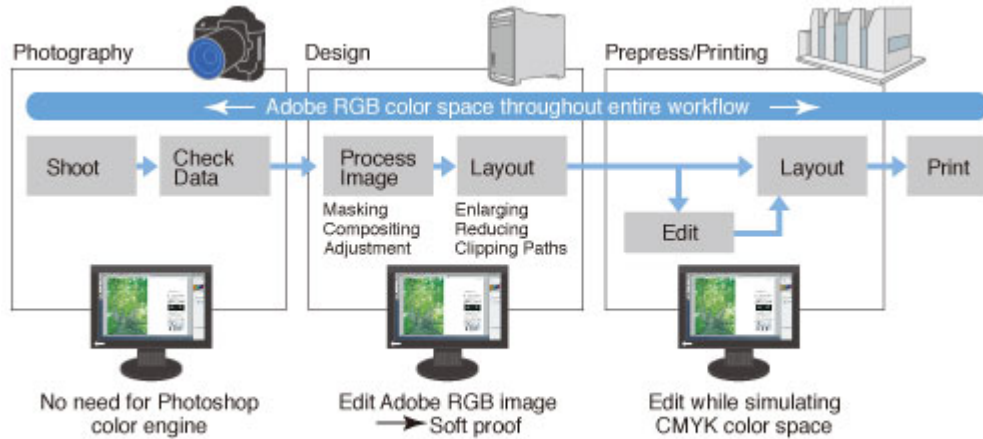 Photography
Design
Prepress/Printing
Adobe RGB color space throughout entire workflow
Shoot
Check
Data
Process
Image
Layout
Layout
Print
Masking
Compositing
Adjustment
Enlarging
Reducing
Clipping Paths
Edit
No need for Photoshop
color engine
Edit Adobe RGB image
Soft proof
Edit while simulating
CMYK color space